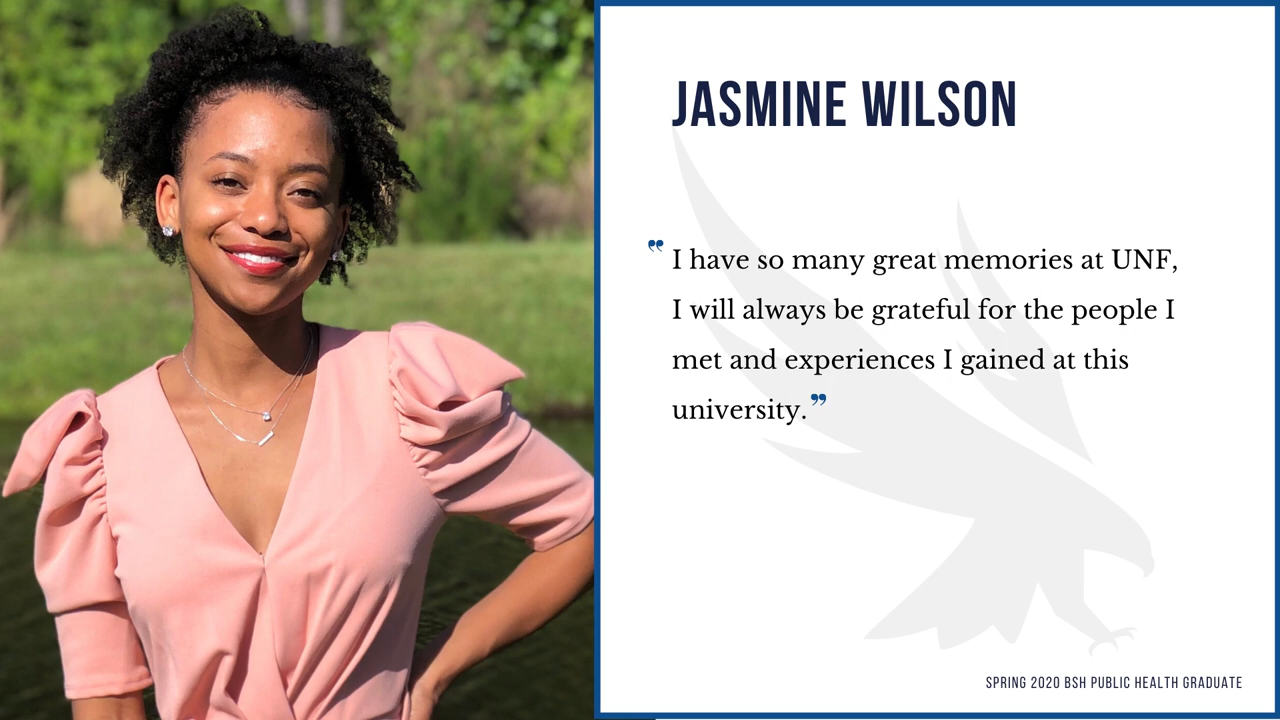 JASMINE WILSON
❞ I have so many great memories at UNF,
I will always be grateful for the people I
met and experiences I gained at this
university.❞
SPRING 2020 BSH PUBLIC HEALTH GRADUATE